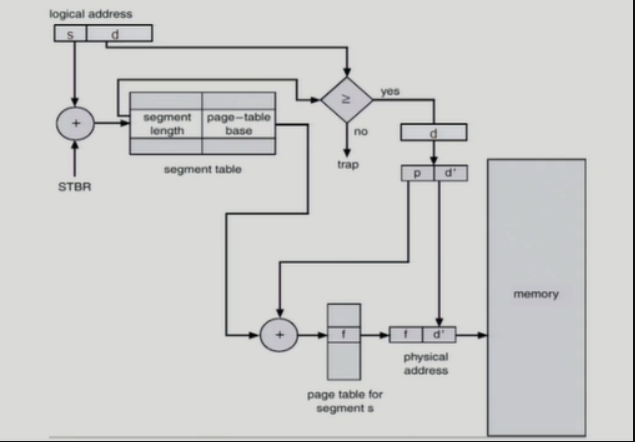 logical address
s d
≥
yes
+
segment length
page-table base
no
d
trap
segment table
p d'
STBR
memory
+
f
f d'
physical address
page table for segment s